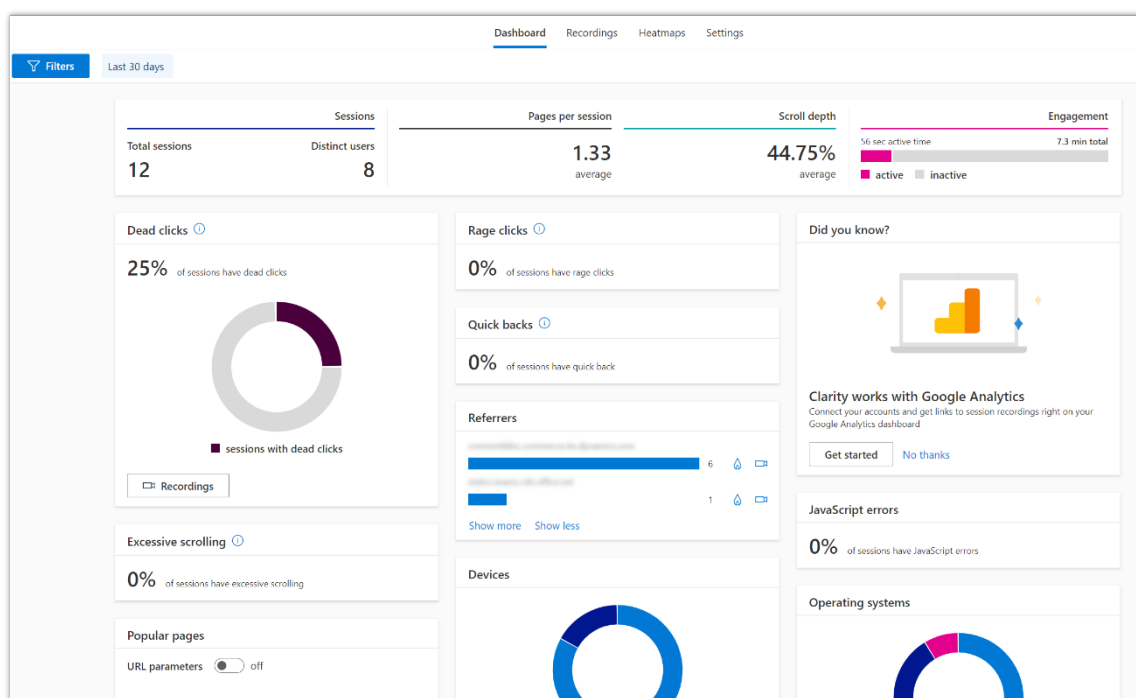 Dashboard Recordings Heatmaps Settings
Filters Last 30 days
Sessions
Total sessions Distinct users
12 8
Pages per session
1.33
average
Scroll depth
44.75%
average
Engagement
56 sec active time 7.3 min total
active inactive
Dead clicks
25% of sessions have dead clicks
sessions with dead clicks
Recordings
Excessive scrolling
0% of sessions have excessive scrolling
Popular pages
URL parameters off
Rage clicks
0% of sessions have rage clicks
Quick backs
0% of sessions have quick back
Referrers
6
1
Show more Show less
Devices
Did you know?
Clarity works with Google Analytics
Connect your accounts and get links to session recordings right on your
Google Analytics dashboard
Get started No thanks
JavaScript errors
0% of sessions have JavaScript errors
Operating systems